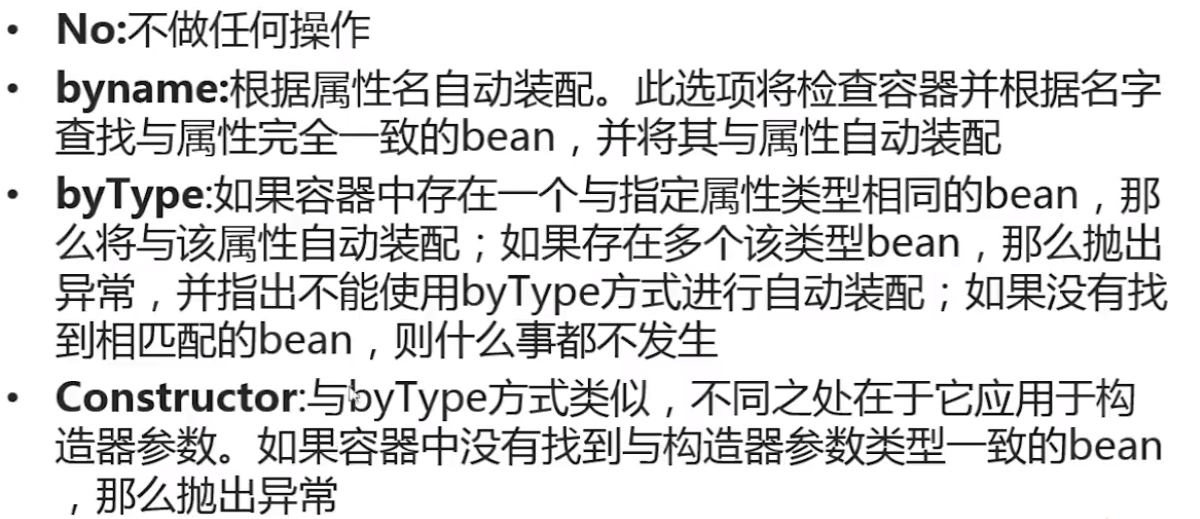 • No:不做任何操作
• byname:根据属性名自动装配。此选项将检查容器并根据名字
查找与属性完全一致的bean，并将其与属性自动装配
• byType:如果容器中存在一个与指定属性类型相同的bean，那
么将与该属性自动装配；如果存在多个该类型bean，那么抛出
异常，并指出不能使用byType方式进行自动装配；如果没有找
到相匹配的bean，则什么事都不发生
• Constructor:与byType方式类似，不同之处在于它应用于构
造器参数。如果容器中没有找到与构造器参数类型一致的bean
，那么抛出异常